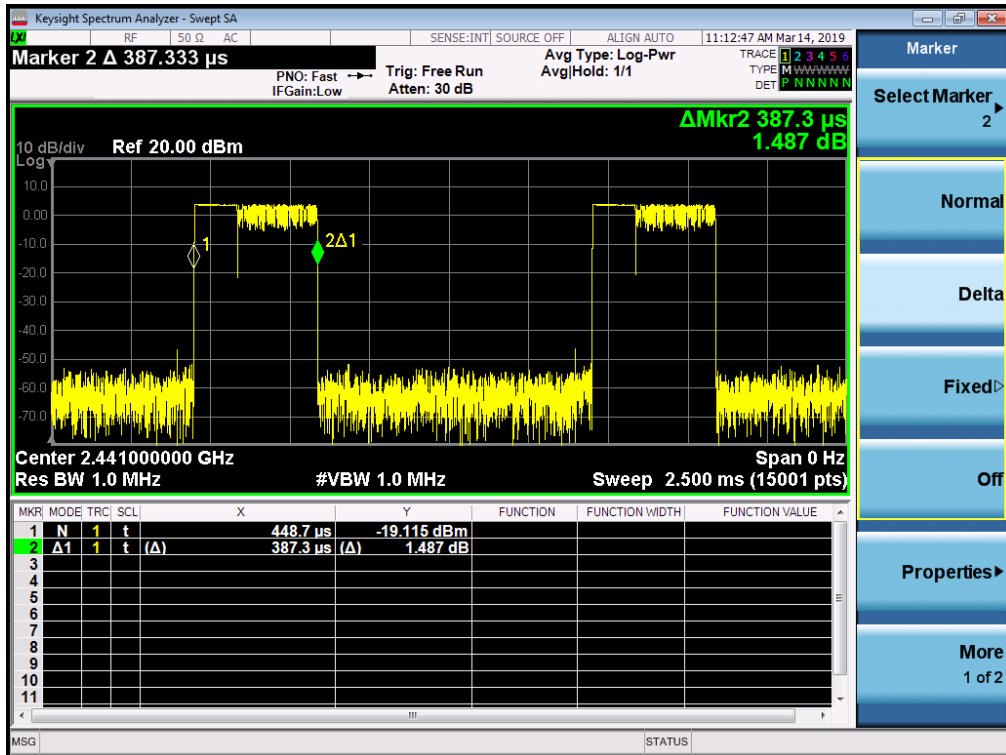 Keysight Spectrum Analyzer - Swept SA
LXI RF 50 Ω AC SENSE:INT SOURCE OFF ALIGN AUTO 11:12:47 AM Mar 14, 2019
Marker 2 Δ 387.333 µs
PNO: Fast
IFGain:Low
Trig: Free Run
Atten: 30 dB
Avg Type: Log-Pwr
Avg|Hold: 1/1
TRACE 1 2 3 4 5 6
TYPE M WWWWW
DET P N N N N N
ΔMkr2 387.3 µs
1.487 dB
10 dB/div Ref 20.00 dBm
Log
10.0
0.00
-10.0
-20.0
-30.0
-40.0
-50.0
-60.0
-70.0
1
2Δ1
Center 2.441000000 GHz Span 0 Hz
Res BW 1.0 MHz #VBW 1.0 MHz Sweep 2.500 ms (15001 pts)
MKR MODE TRC SCL X Y FUNCTION FUNCTION WIDTH FUNCTION VALUE
1 N 1 t 448.7 µs -19.115 dBm
2 Δ1 1 t (Δ) 387.3 µs (Δ) 1.487 dB
3
4
5
6
7
8
9
10
11
MSG STATUS
Marker
Select Marker
2
Normal
Delta
Fixed
Off
Properties
More
1 of 2